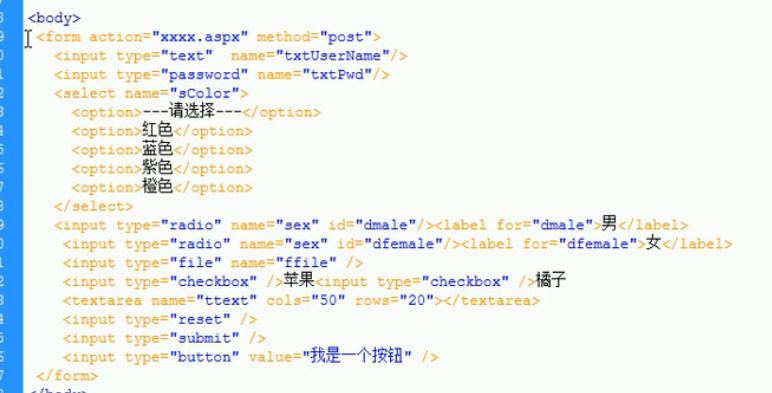 <body>
<form action="xxxx.aspx" method="post">
<input type="text"  name="txtUserName"/>
<input type="password" name="txtPwd"/>
<select name="sColor">
<option>---请选择---</option>
<option>红色</option>
<option>蓝色</option>
<option>紫色</option>
<option>橙色</option>
</select>
<input type="radio" name="sex" id="dmale"/><label for="dmale">男</label>
<input type="radio" name="sex" id="dfemale"/><label for="dfemale">女</label>
<input type="file" name="ffile" />
<input type="checkbox" />苹果<input type="checkbox" />橘子
<textarea name="ttext" cols="50" rows="20"></textarea>
<input type="reset" />
<input type="submit" />
<input type="button" value="我是一个按钮" />
</form>